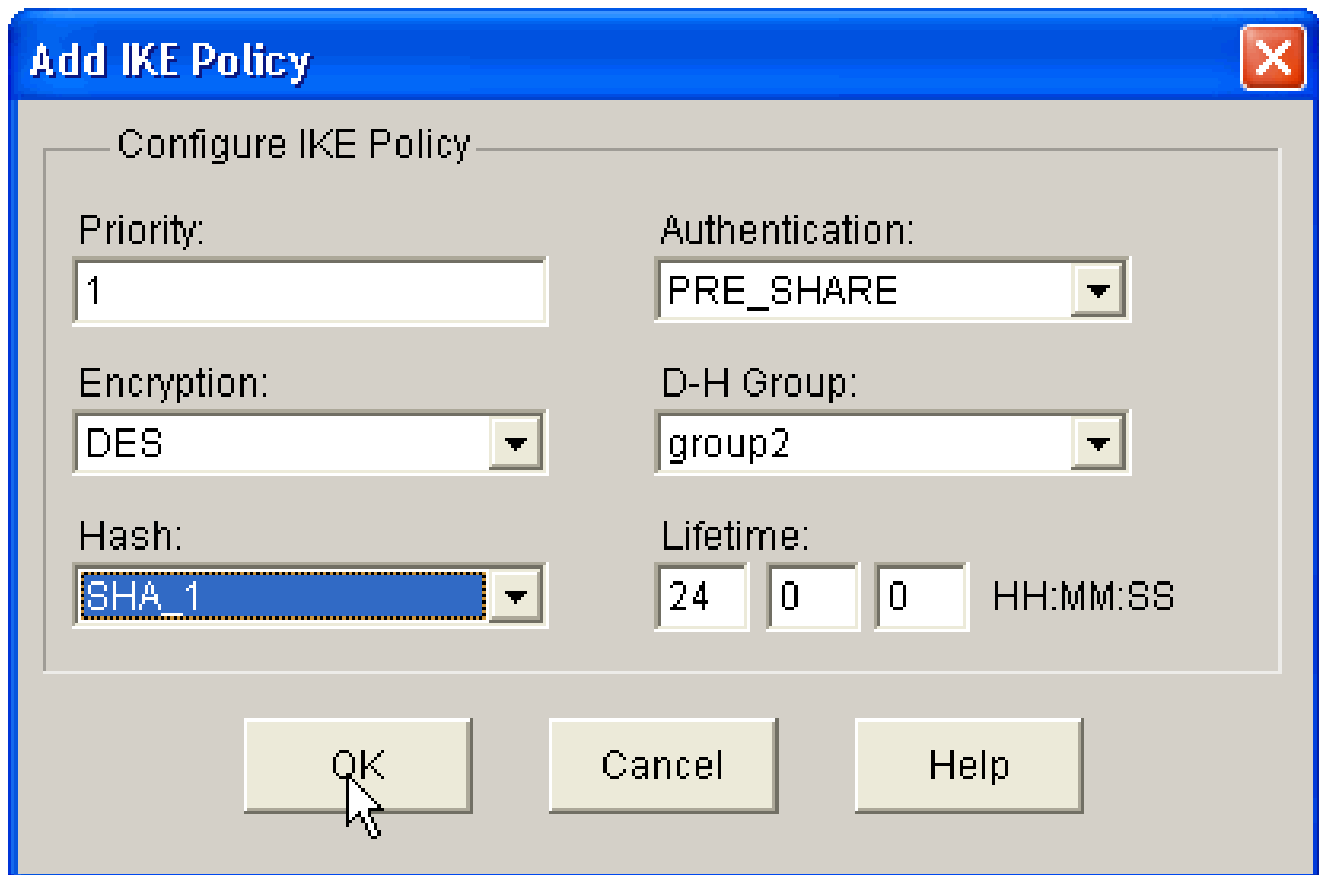 Add IKE Policy
Configure IKE Policy
Priority:
1
Authentication:
PRE_SHARE
Encryption:
DES
D-H Group:
group2
Hash:
SHA_1
Lifetime:
24 0 0 HH:MM:SS
OK Cancel Help